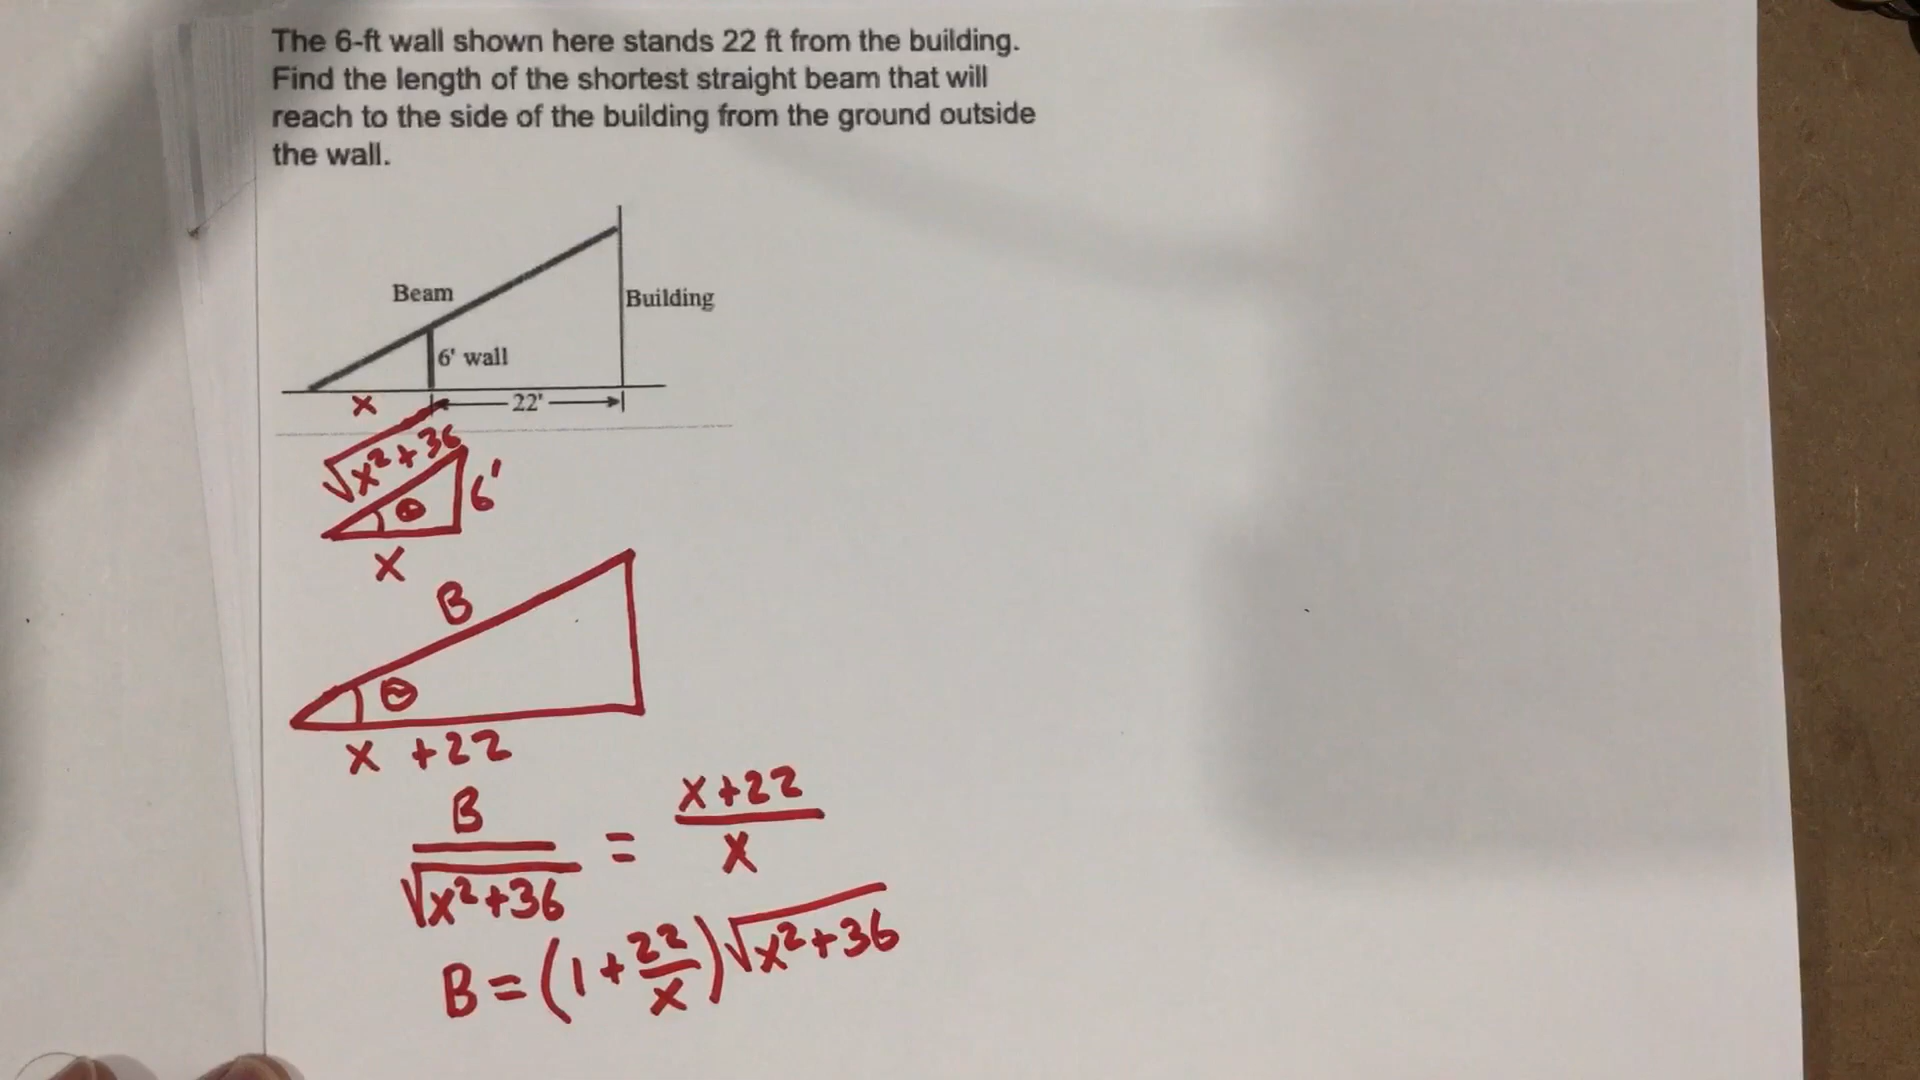 The 6-ft wall shown here stands 22 ft from the building.
Find the length of the shortest straight beam that will
reach to the side of the building from the ground outside
the wall.
Beam
Building
6' wall
x
22'
√x²+36
θ
6'
x
B
θ
x +22
B/√x²+36 = x+22/x
B=(1+22/x)√x²+36